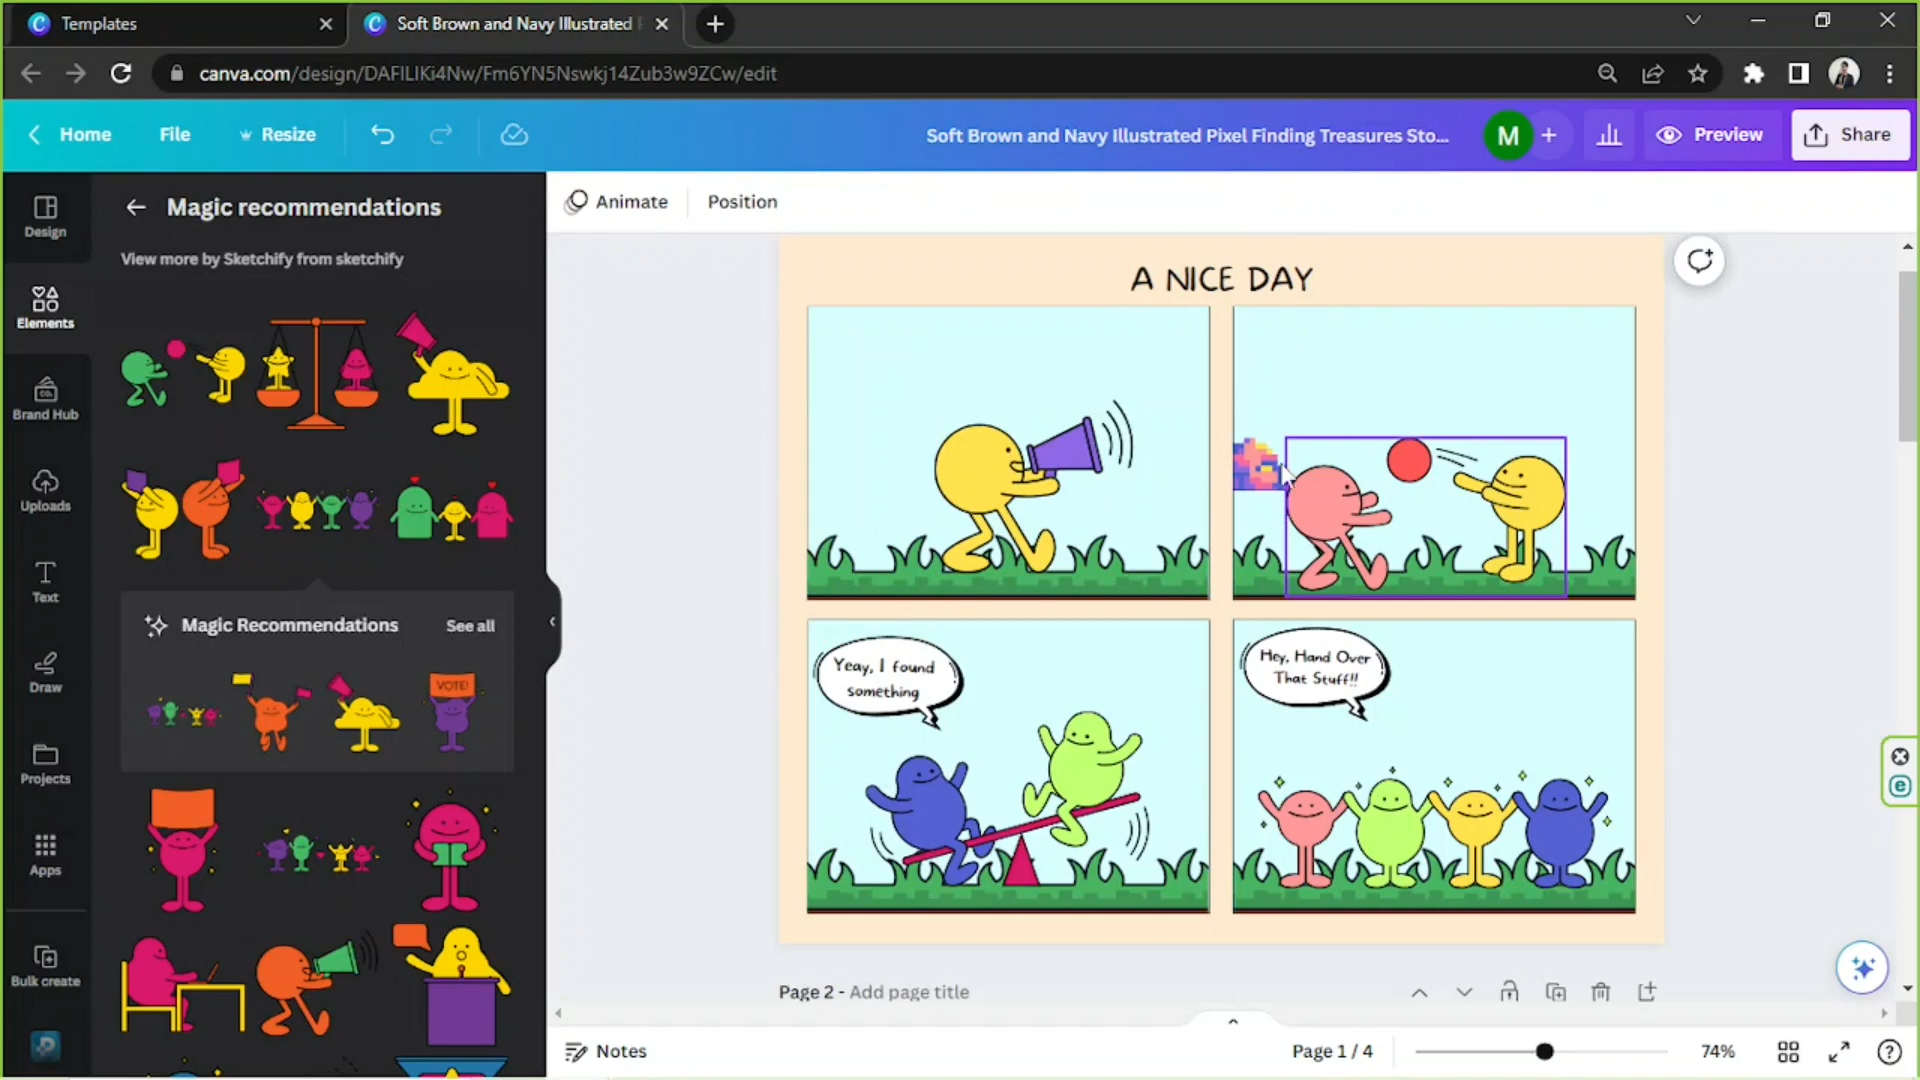 Templates
Soft Brown and Navy Illustrated
canva.com/design/DAFlLIKi4Nw/Fm6YN5Nswkj14Zub3w9ZCw/edit
Home
File
Resize
Soft Brown and Navy Illustrated Pixel Finding Treasures Sto...
M
Preview
Share
Design
Elements
Brand Hub
Uploads
Text
Draw
Projects
Apps
Bulk create
Magic recommendations
View more by Sketchify from sketchify
Magic Recommendations
See all
VOTE!
Animate
Position
A NICE DAY
Yeay, I found
something
Hey, Hand Over
That Stuff!!
Page 2 - Add page title
Notes
Page 1 / 4
74%